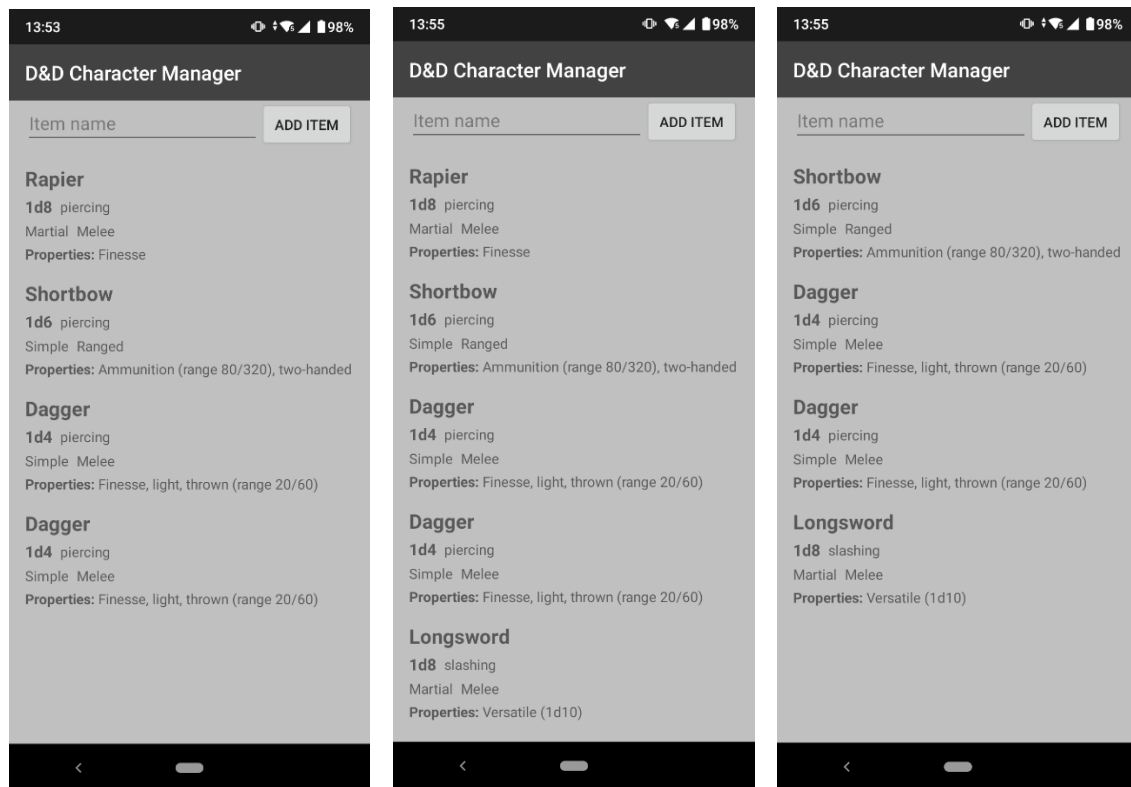 13:53 98%
D&D Character Manager
Item name ADD ITEM
Rapier
1d8 piercing
Martial Melee
Properties: Finesse
Shortbow
1d6 piercing
Simple Ranged
Properties: Ammunition (range 80/320), two-handed
Dagger
1d4 piercing
Simple Melee
Properties: Finesse, light, thrown (range 20/60)
Dagger
1d4 piercing
Simple Melee
Properties: Finesse, light, thrown (range 20/60)
13:55 98%
D&D Character Manager
Item name ADD ITEM
Rapier
1d8 piercing
Martial Melee
Properties: Finesse
Shortbow
1d6 piercing
Simple Ranged
Properties: Ammunition (range 80/320), two-handed
Dagger
1d4 piercing
Simple Melee
Properties: Finesse, light, thrown (range 20/60)
Dagger
1d4 piercing
Simple Melee
Properties: Finesse, light, thrown (range 20/60)
Longsword
1d8 slashing
Martial Melee
Properties: Versatile (1d10)
13:55 98%
D&D Character Manager
Item name ADD ITEM
Shortbow
1d6 piercing
Simple Ranged
Properties: Ammunition (range 80/320), two-handed
Dagger
1d4 piercing
Simple Melee
Properties: Finesse, light, thrown (range 20/60)
Dagger
1d4 piercing
Simple Melee
Properties: Finesse, light, thrown (range 20/60)
Longsword
1d8 slashing
Martial Melee
Properties: Versatile (1d10)